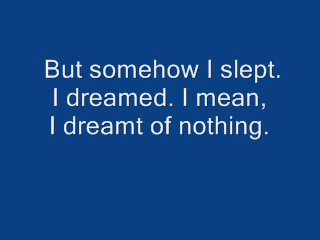 But somehow I slept.
I dreamed. I mean,
I dreamt of nothing.